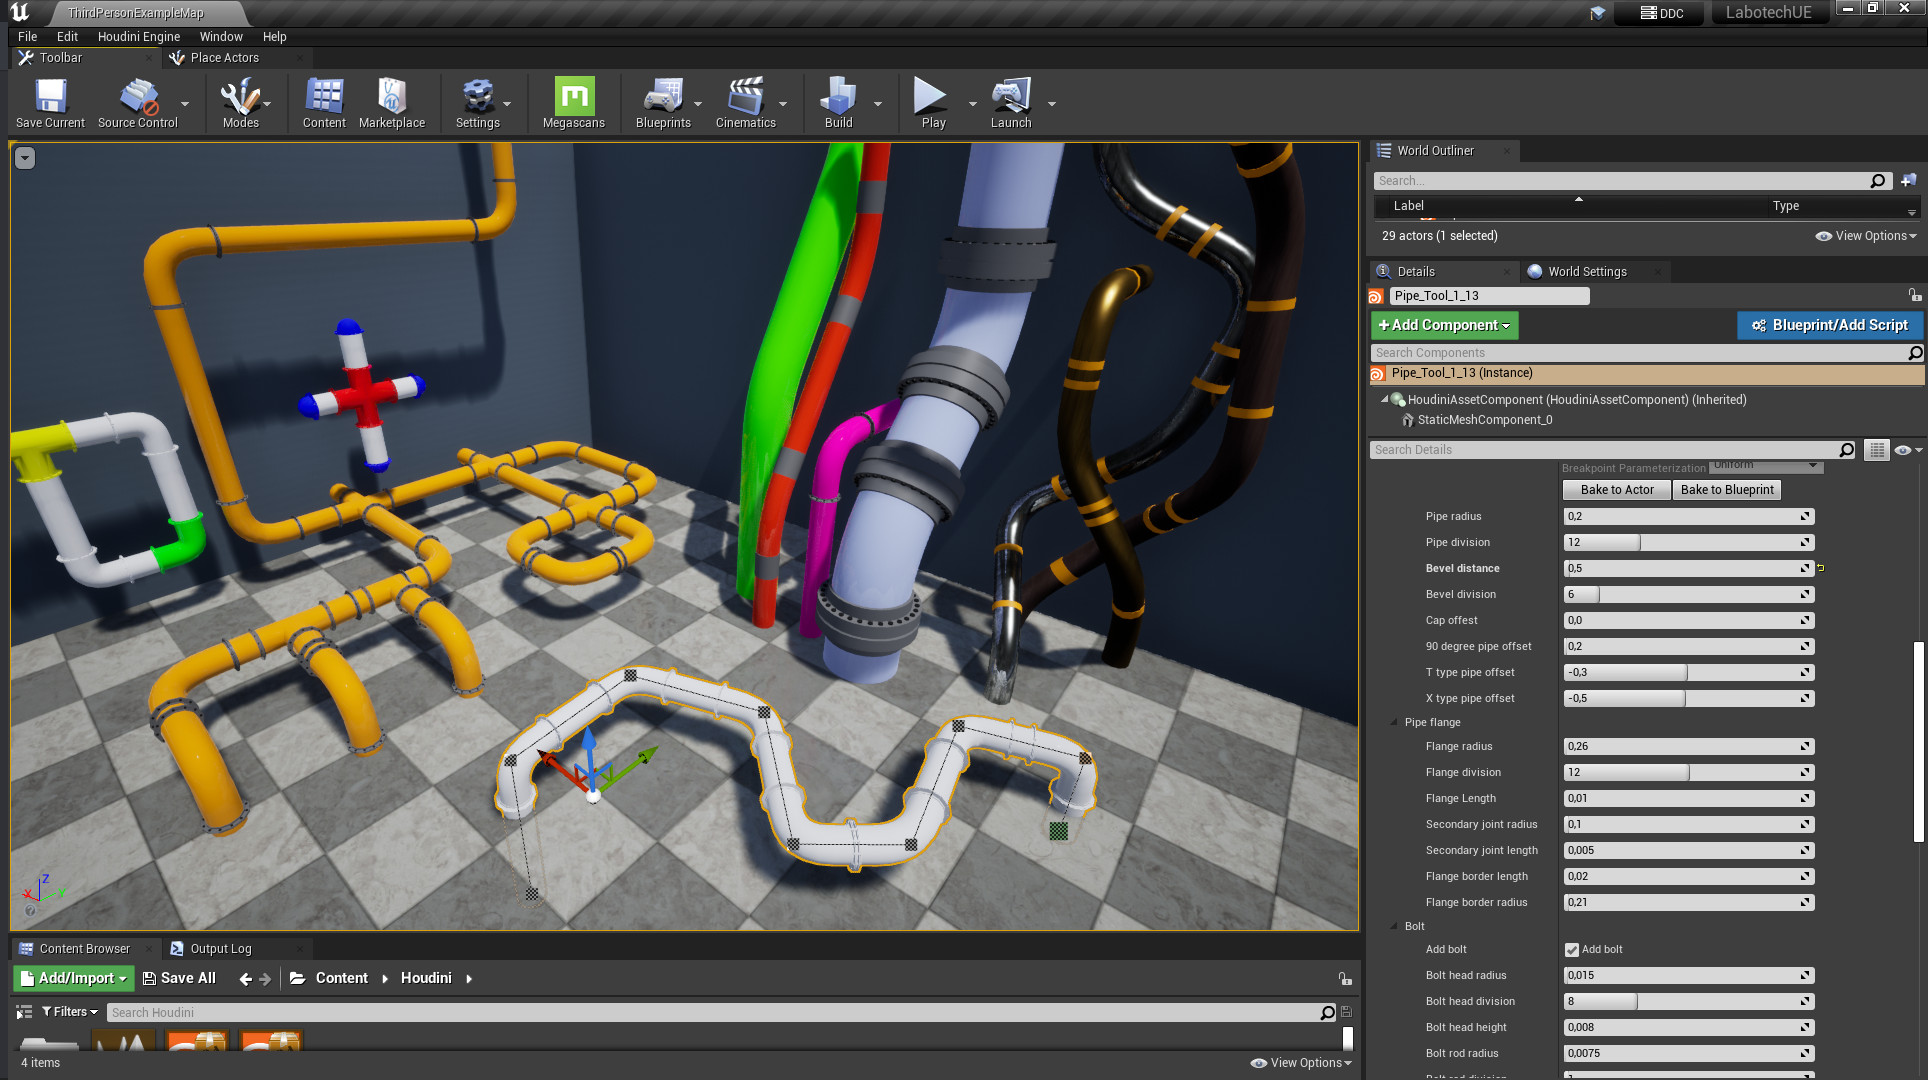 ThirdPersonExampleMap
DDC
LabotechUE
File Edit Houdini Engine Window Help
Toolbar
Place Actors
Save Current
Source Control
Modes
Content
Marketplace
Settings
Megascans
Blueprints
Cinematics
Build
Play
Launch
World Outliner
Search...
Label Type
29 actors (1 selected)
View Options
Details
World Settings
Pipe_Tool_1_13
+Add Component
Blueprint/Add Script
Search Components
Pipe_Tool_1_13 (Instance)
HoudiniAssetComponent (HoudiniAssetComponent) (Inherited)
StaticMeshComponent_0
Search Details
Breakpoint Parameterization Uniform
Bake to Actor Bake to Blueprint
Pipe radius 0,2
Pipe division 12
Bevel distance 0,5
Bevel division 6
Cap offest 0,0
90 degree pipe offset 0,2
T type pipe offset -0,3
X type pipe offset -0,5
Pipe flange
Flange radius 0,26
Flange division 12
Flange Length 0,01
Secondary joint radius 0,1
Secondary joint length 0,005
Flange border length 0,02
Flange border radius 0,21
Bolt
Add bolt Add bolt
Bolt head radius 0,015
Bolt head division 8
Bolt head height 0,008
Bolt rod radius 0,0075
Z
X Y
Content Browser
Output Log
Add/Import
Save All
Content
Houdini
Filters
Search Houdini
4 items
View Options